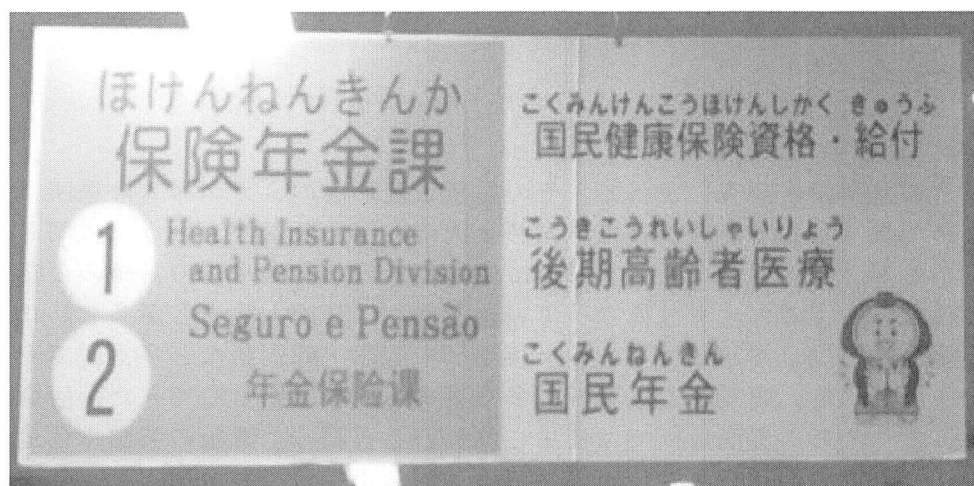 ほけんねんきんか
保険年金課
1
Health Insurance
and Pension Division
Seguro e Pensão
2
年金保险课
こくみんけんこうほけんしかく きゅうふ
国民健康保険資格・給付
こうきこうれいしゃいりょう
後期高齢者医療
こくみんねんきん
国民年金